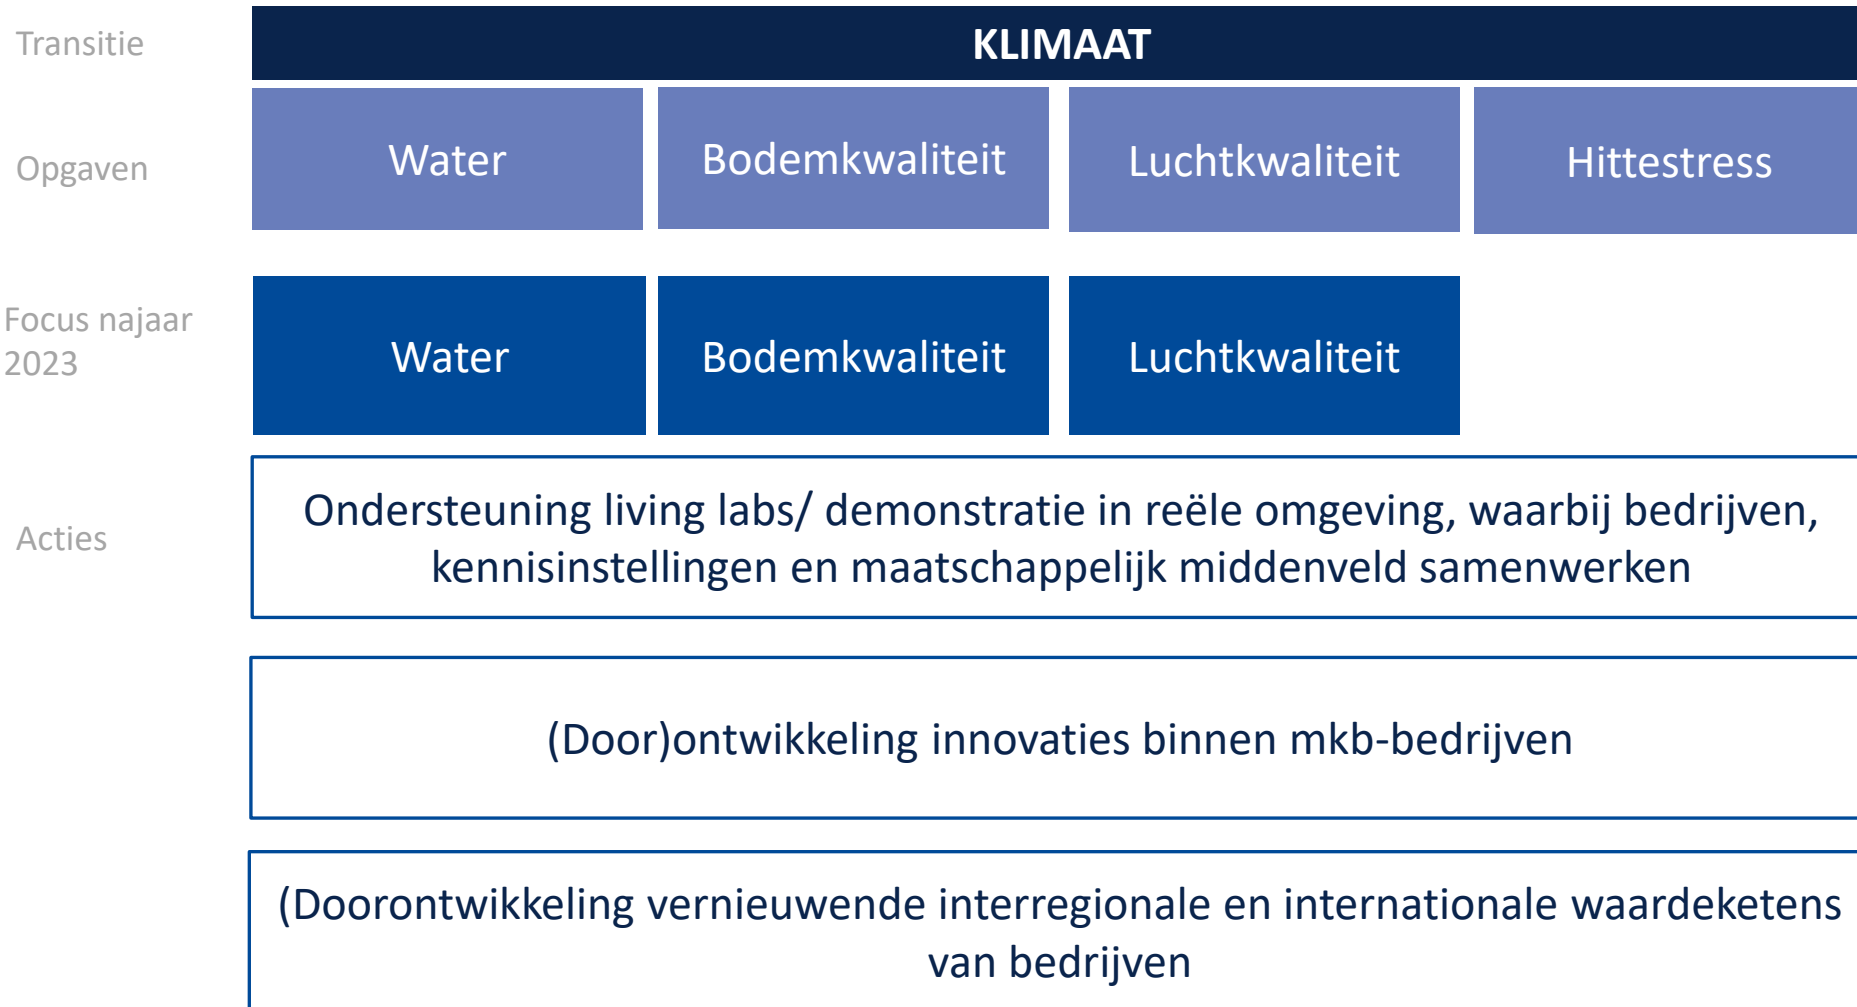 Transitie
KLIMAAT
Opgaven
Water
Bodemkwaliteit
Luchtkwaliteit
Hittestress
Focus najaar
2023
Water
Bodemkwaliteit
Luchtkwaliteit
Acties
Ondersteuning living labs/ demonstratie in reële omgeving, waarbij bedrijven,
kennisinstellingen en maatschappelijk middenveld samenwerken
(Door)ontwikkeling innovaties binnen mkb-bedrijven
(Doorontwikkeling vernieuwende interregionale en internationale waardeketens
van bedrijven